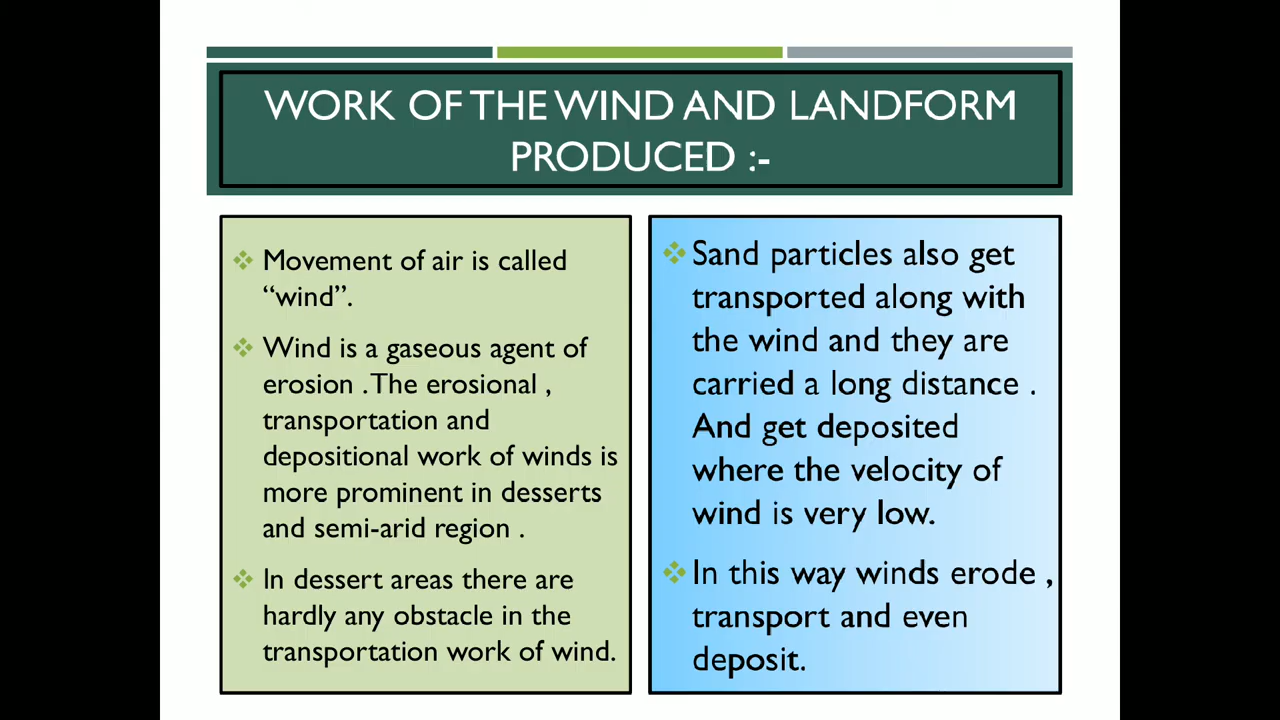 WORK OF THE WIND AND LANDFORM
PRODUCED :-
Movement of air is called
“wind”.
Wind is a gaseous agent of
erosion .The erosional ,
transportation and
depositional work of winds is
more prominent in desserts
and semi-arid region .
In dessert areas there are
hardly any obstacle in the
transportation work of wind.
Sand particles also get
transported along with
the wind and they are
carried a long distance .
And get deposited
where the velocity of
wind is very low.
In this way winds erode ,
transport and even
deposit.